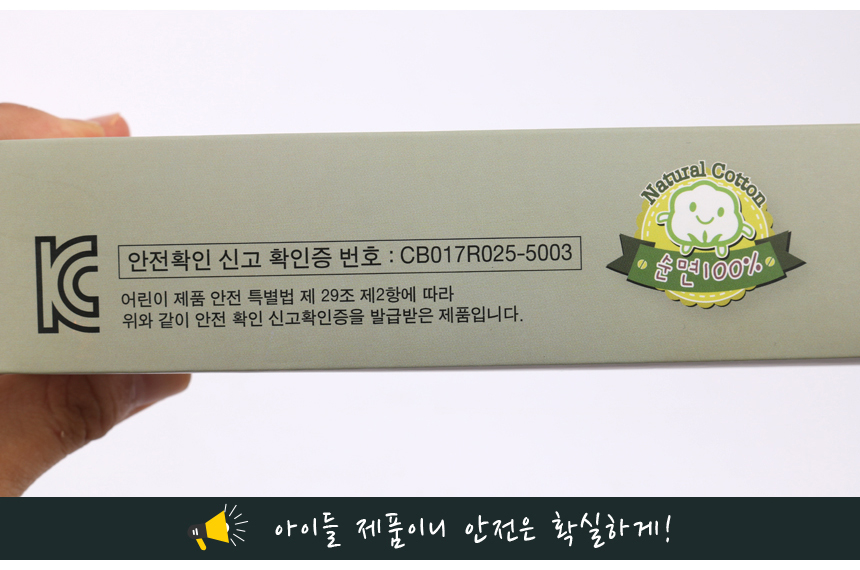 KC
안전확인 신고 확인증 번호 : CB017R025-5003
어린이 제품 안전 특별법 제 29조 제2항에 따라
위와 같이 안전 확인 신고확인증을 발급받은 제품입니다.
Natural Cotton
순면100%
아이들 제품이니 안전은 확실하게!